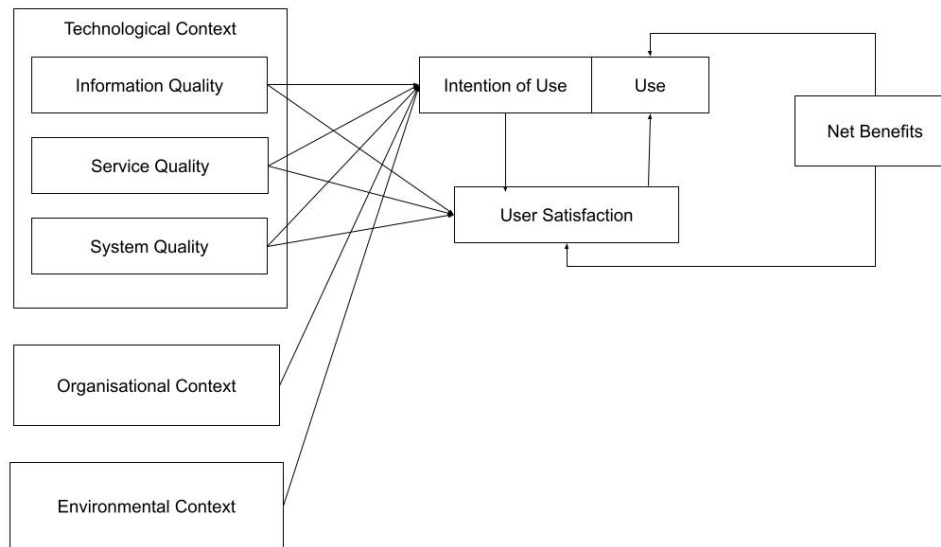 Technological Context
Information Quality
Intention of Use
Use
Net Benefits
Service Quality
User Satisfaction
System Quality
Organisational Context
Environmental Context